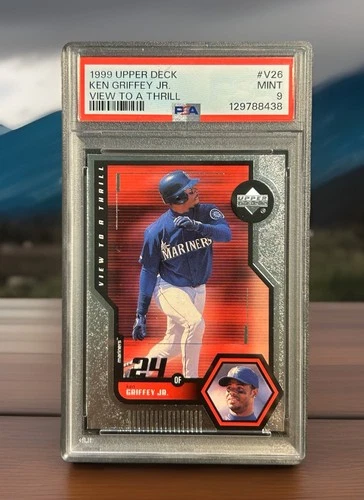 1999 UPPER DECK #V26
KEN GRIFFEY JR. MINT
VIEW TO A THRILL 9
PSA 129788438
UPPER DECK
VIEW TO A THRILL
MARINERS
mariners
#24
OF
GRIFFEY JR.